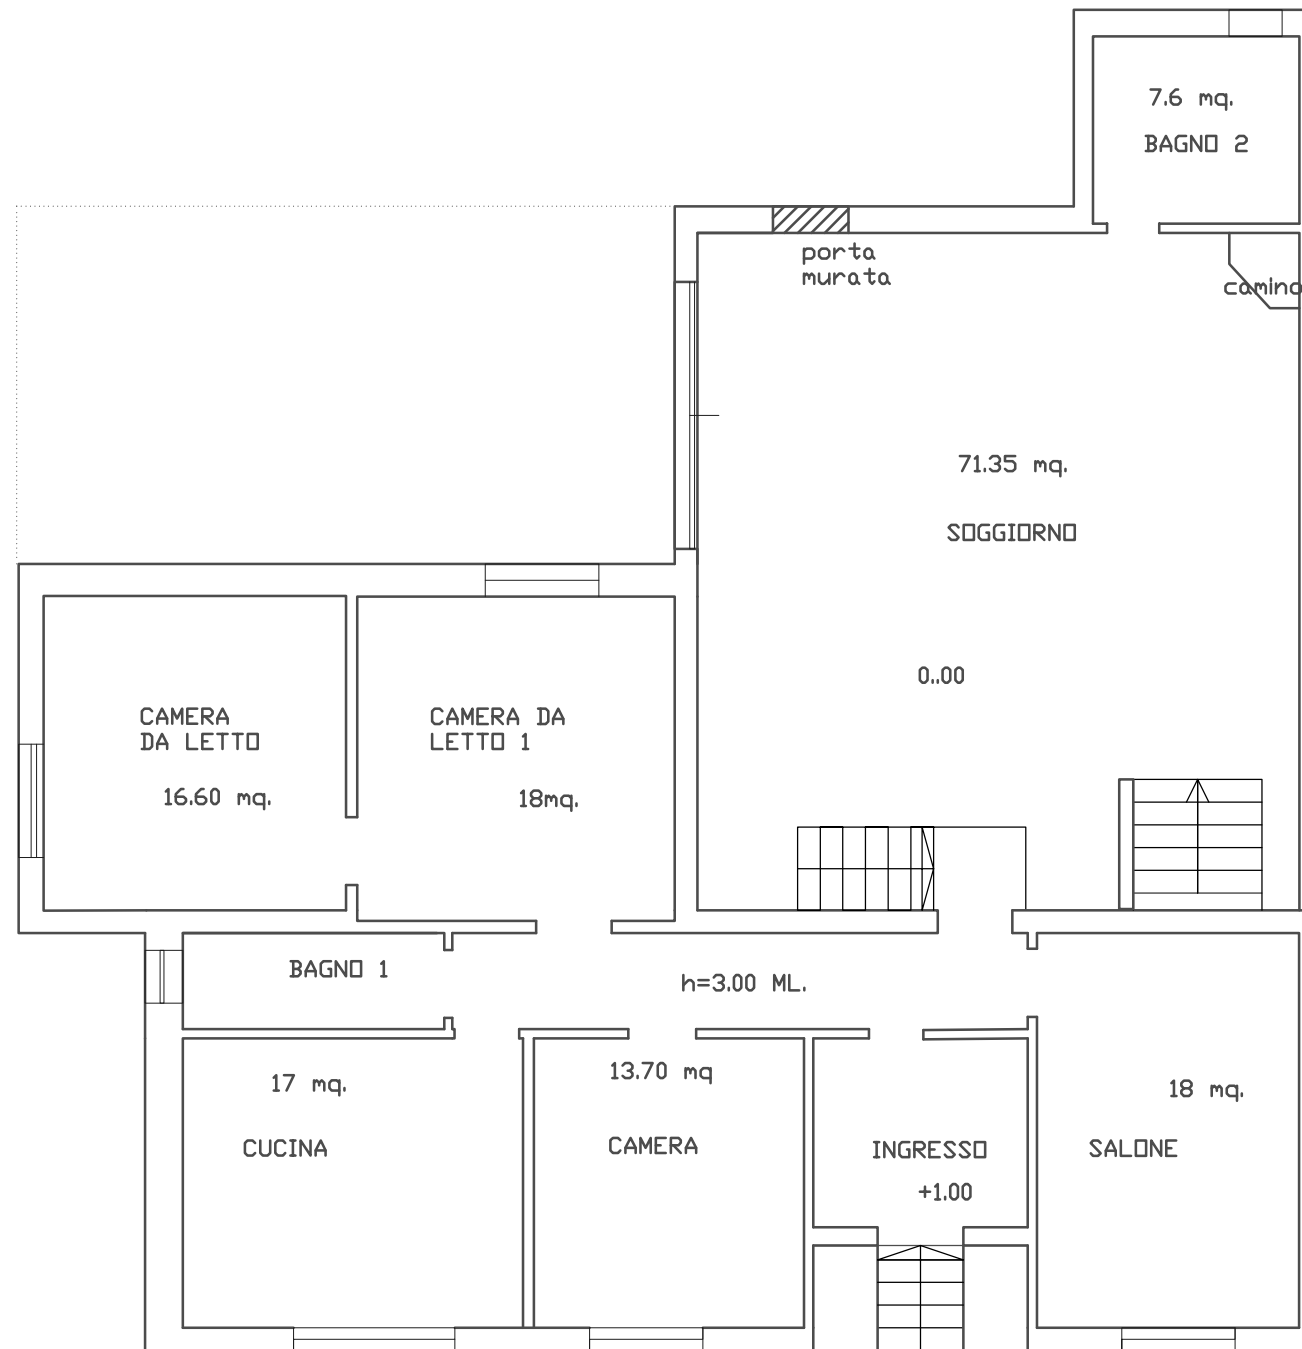 7.6 mq.
BAGNO 2
porta
murata
camino
71.35 mq.
SOGGIORNO
0..00
CAMERA
DA LETTO
16.60 mq.
CAMERA DA
LETTO 1
18mq.
BAGNO 1
h=3.00 ML.
17 mq.
CUCINA
13.70 mq
CAMERA
INGRESSO
+1.00
18 mq.
SALONE